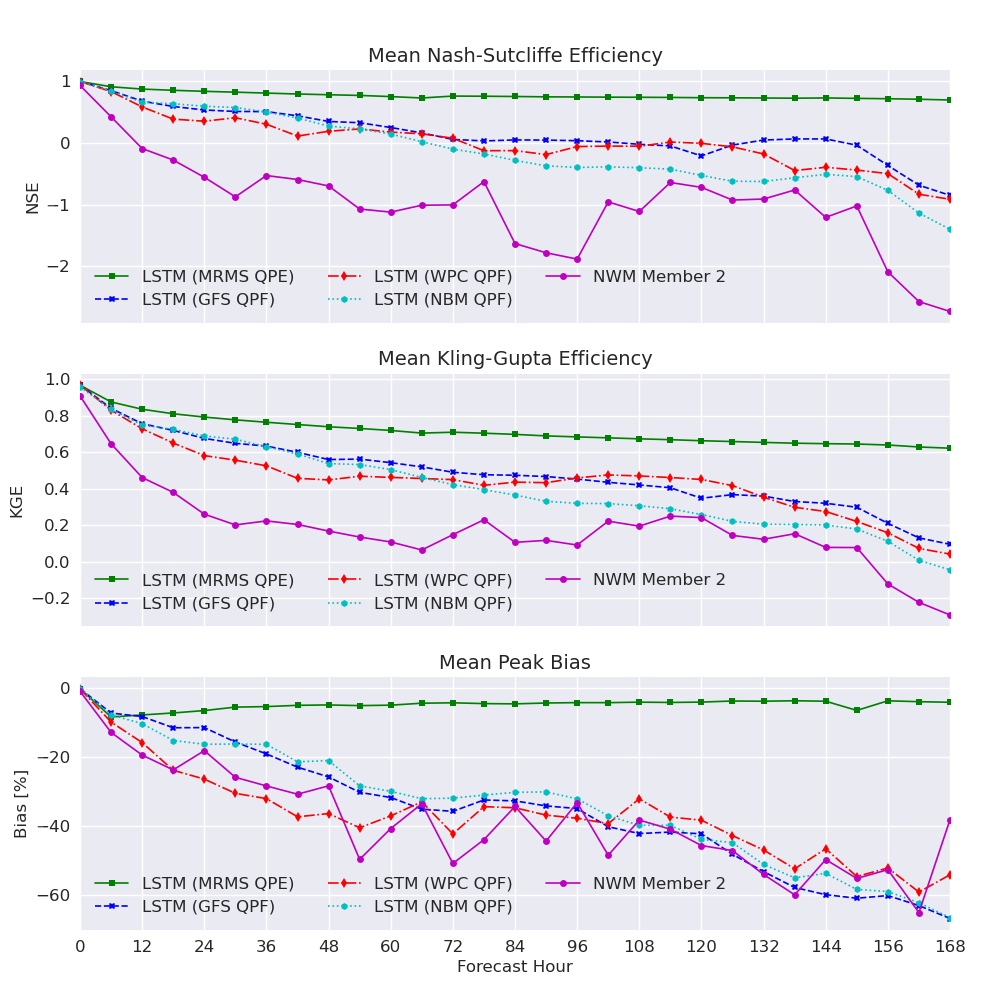 Mean Nash-Sutcliffe Efficiency
1
0
−1
−2
NSE
LSTM (MRMS QPE) LSTM (WPC QPF) NWM Member 2
LSTM (GFS QPF) LSTM (NBM QPF)
Mean Kling-Gupta Efficiency
1.0
0.8
0.6
0.4
0.2
0.0
−0.2
KGE
LSTM (MRMS QPE) LSTM (WPC QPF) NWM Member 2
LSTM (GFS QPF) LSTM (NBM QPF)
Mean Peak Bias
0
−20
−40
−60
Bias [%]
LSTM (MRMS QPE) LSTM (WPC QPF) NWM Member 2
LSTM (GFS QPF) LSTM (NBM QPF)
0 12 24 36 48 60 72 84 96 108 120 132 144 156 168
Forecast Hour